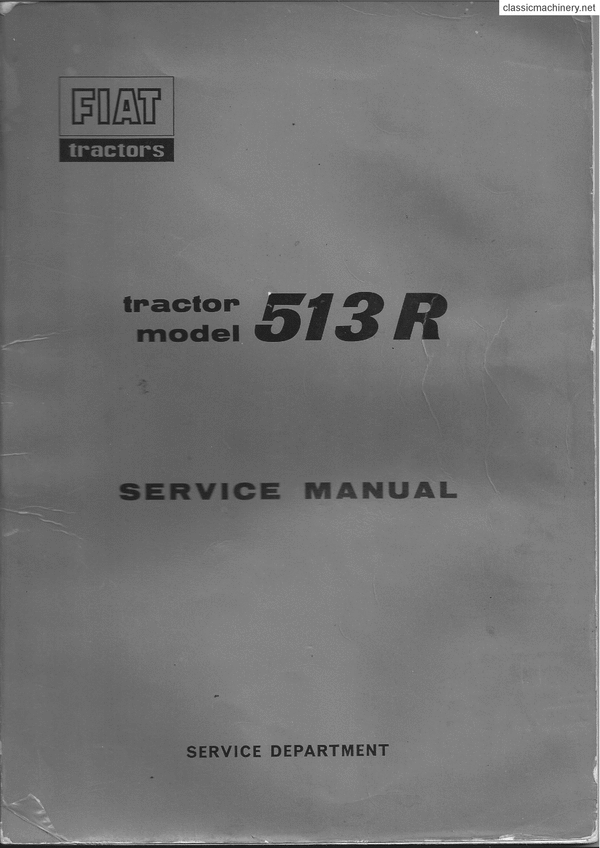 classicmachinery.net
FIAT
tractors
tractor
model 513 R
SERVICE MANUAL
SERVICE DEPARTMENT